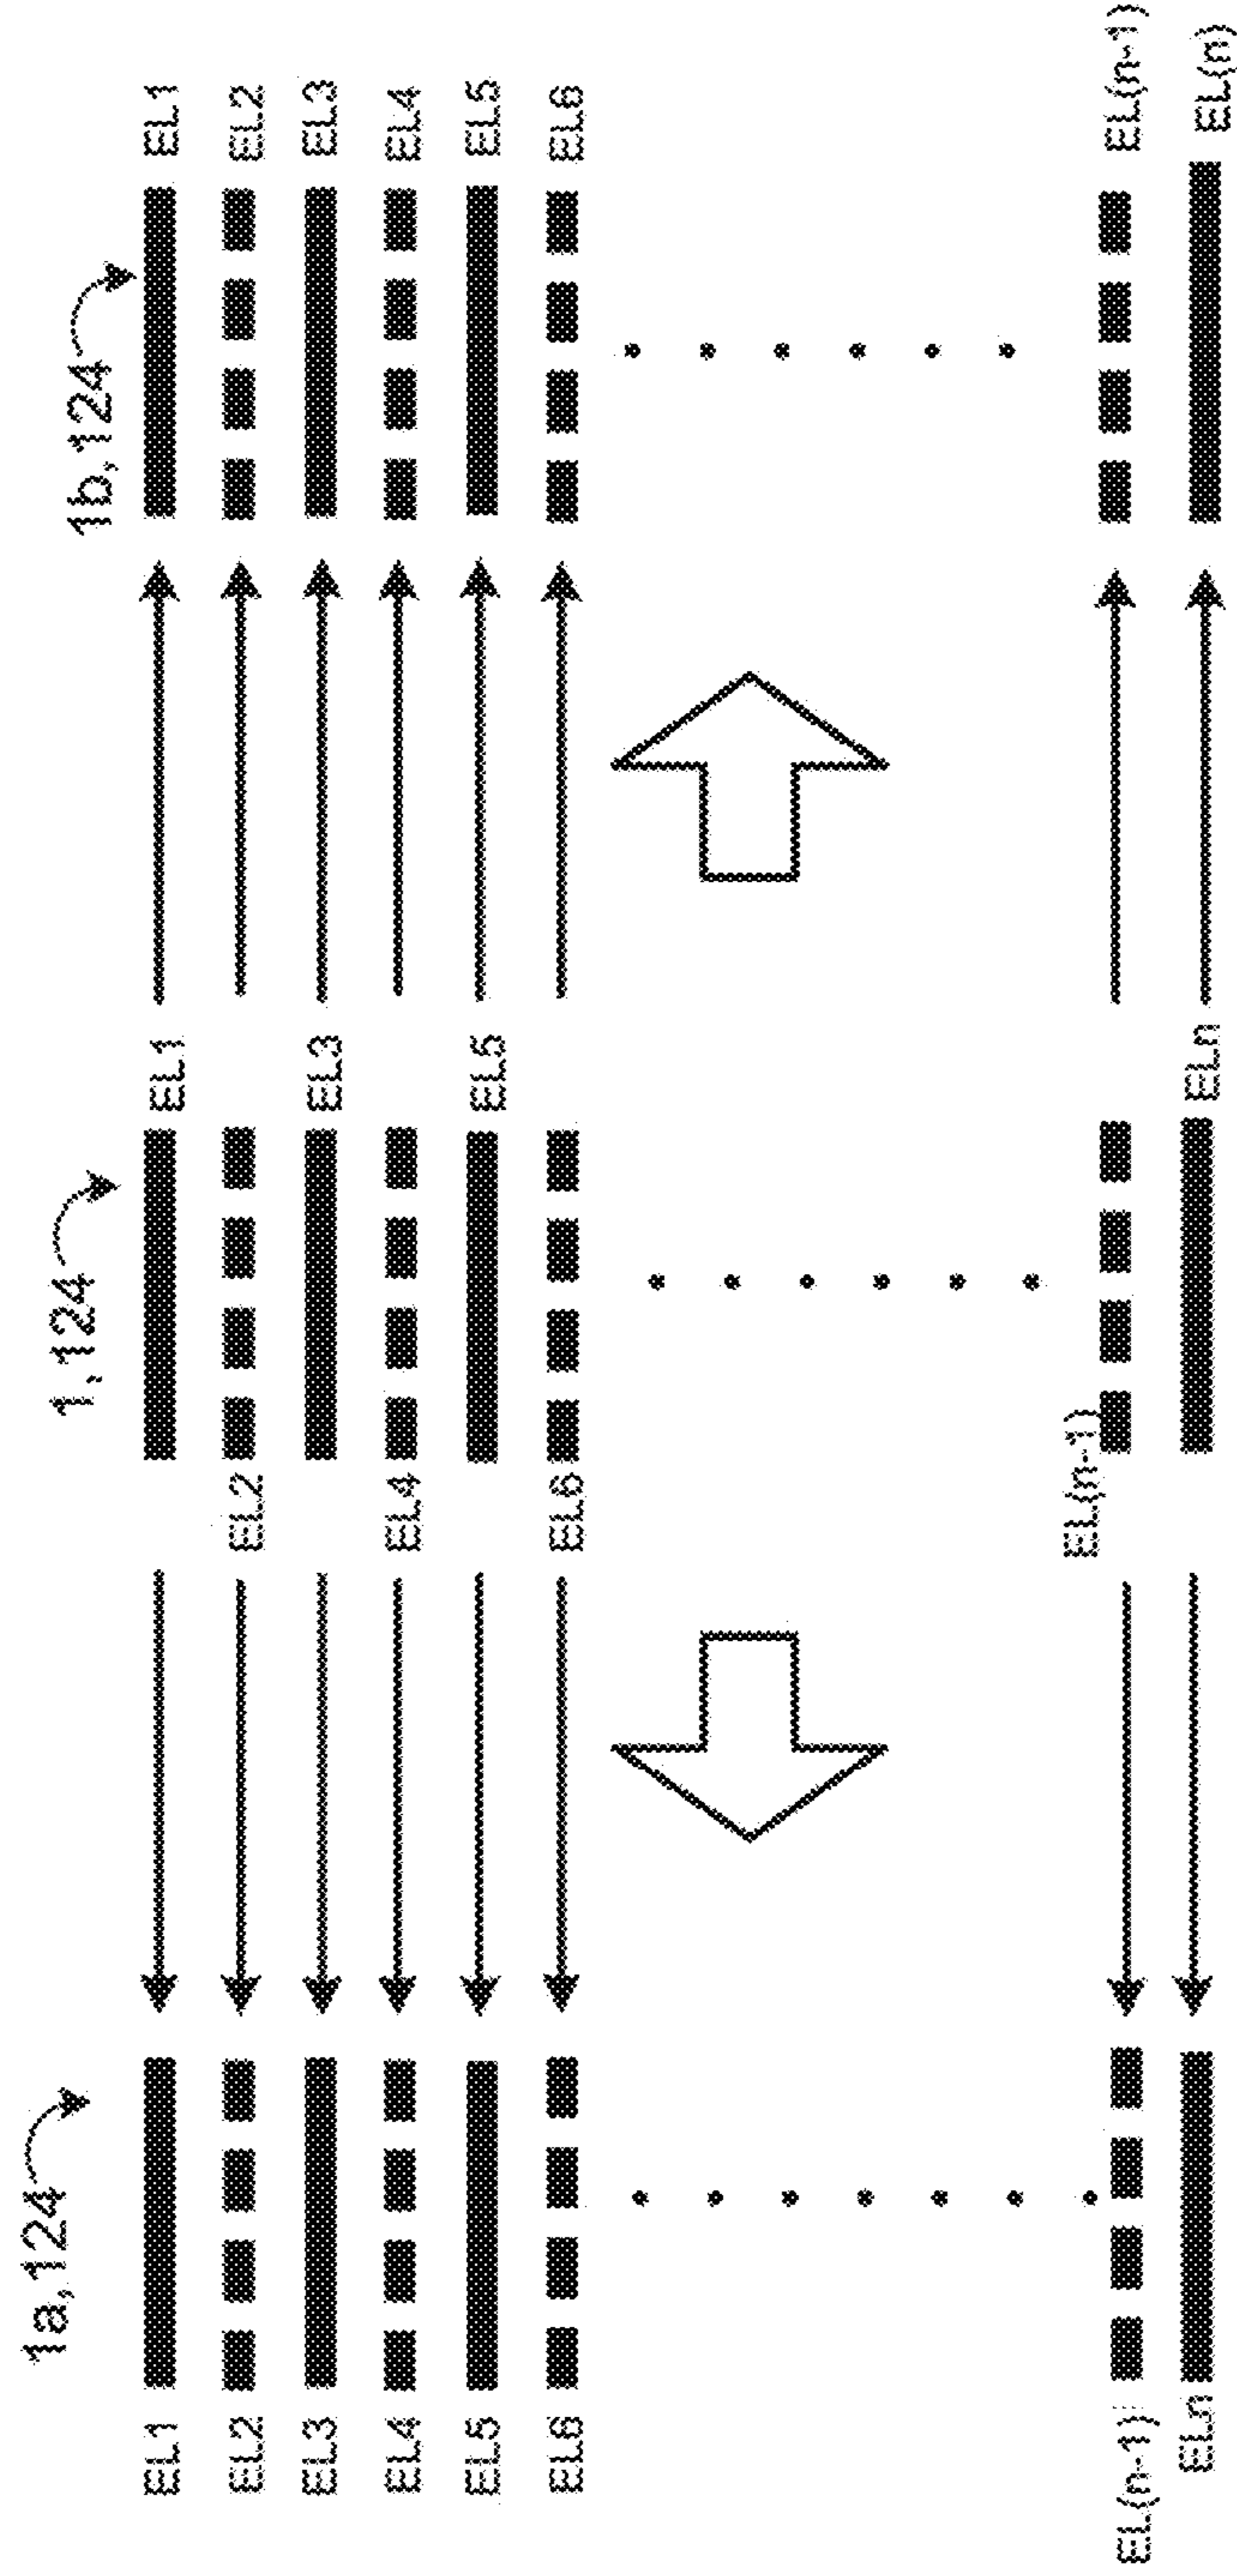 1a,124
EL1
EL2
EL3
EL4
EL5
EL6
EL(n-1)
ELn
1,124
EL1
EL2
EL3
EL4
EL5
EL6
EL(n-1)
ELn
1b,124
EL1
EL2
EL3
EL4
EL5
EL6
EL(n-1)
EL(n)